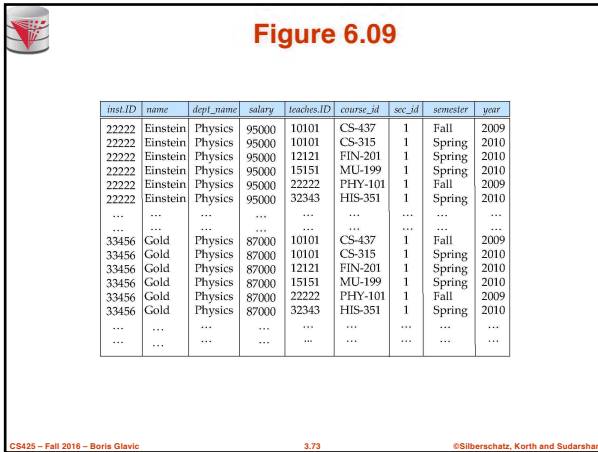 Figure 6.09
inst.ID name dept_name salary teaches.ID course_id sec_id semester year
22222 Einstein Physics 95000 10101 CS-437 1 Fall 2009
22222 Einstein Physics 95000 10101 CS-315 1 Spring 2010
22222 Einstein Physics 95000 12121 FIN-201 1 Spring 2010
22222 Einstein Physics 95000 15151 MU-199 1 Spring 2010
22222 Einstein Physics 95000 22222 PHY-101 1 Fall 2009
22222 Einstein Physics 95000 32343 HIS-351 1 Spring 2010
... ... ... ... ... ... ... ... ...
... ... ... ... ... ... ... ... ...
33456 Gold Physics 87000 10101 CS-437 1 Fall 2009
33456 Gold Physics 87000 10101 CS-315 1 Spring 2010
33456 Gold Physics 87000 12121 FIN-201 1 Spring 2010
33456 Gold Physics 87000 15151 MU-199 1 Spring 2010
33456 Gold Physics 87000 22222 PHY-101 1 Fall 2009
33456 Gold Physics 87000 32343 HIS-351 1 Spring 2010
... ... ... ... ... ... ... ... ...
... ... ... ... ... ... ... ... ...
CS425 – Fall 2016 – Boris Glavic 3.73 ©Silberschatz, Korth and Sudarshan